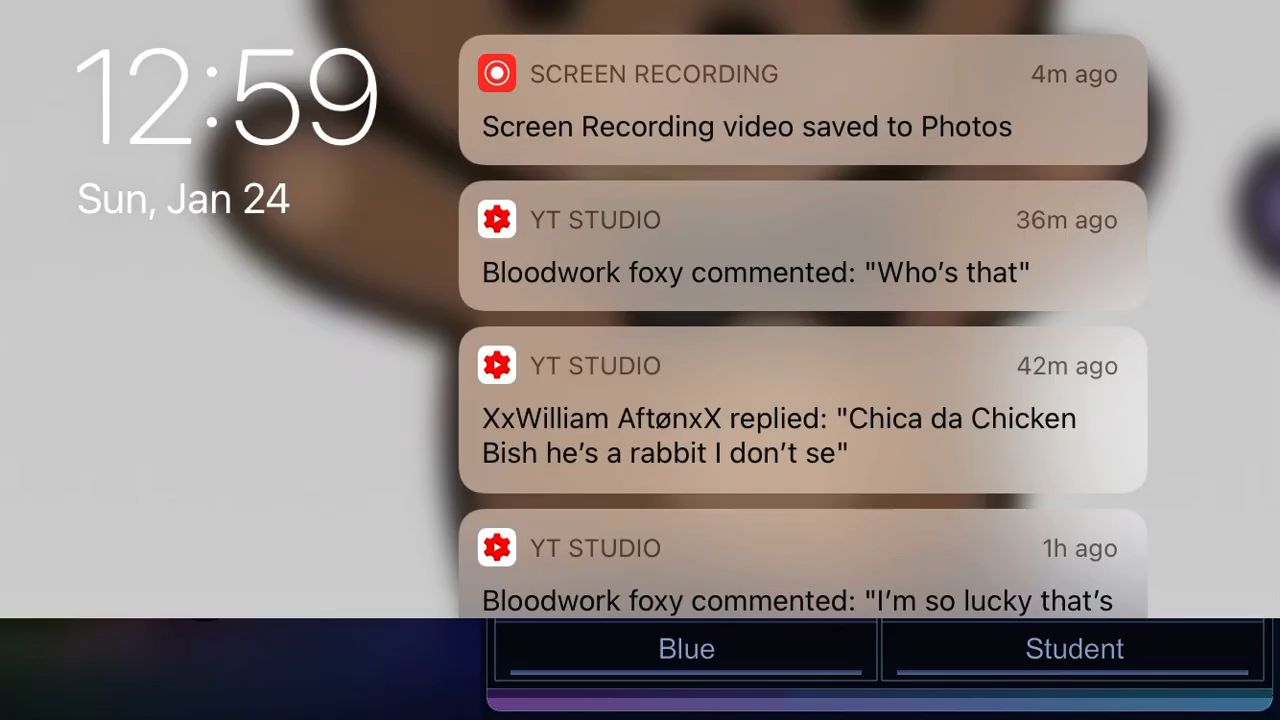 12:59
Sun, Jan 24
SCREEN RECORDING 4m ago
Screen Recording video saved to Photos
YT STUDIO 36m ago
Bloodwork foxy commented: "Who's that"
YT STUDIO 42m ago
XxWilliam AftønxX replied: "Chica da Chicken
Bish he's a rabbit I don't se"
YT STUDIO 1h ago
Bloodwork foxy commented: "I'm so lucky that's
Blue Student